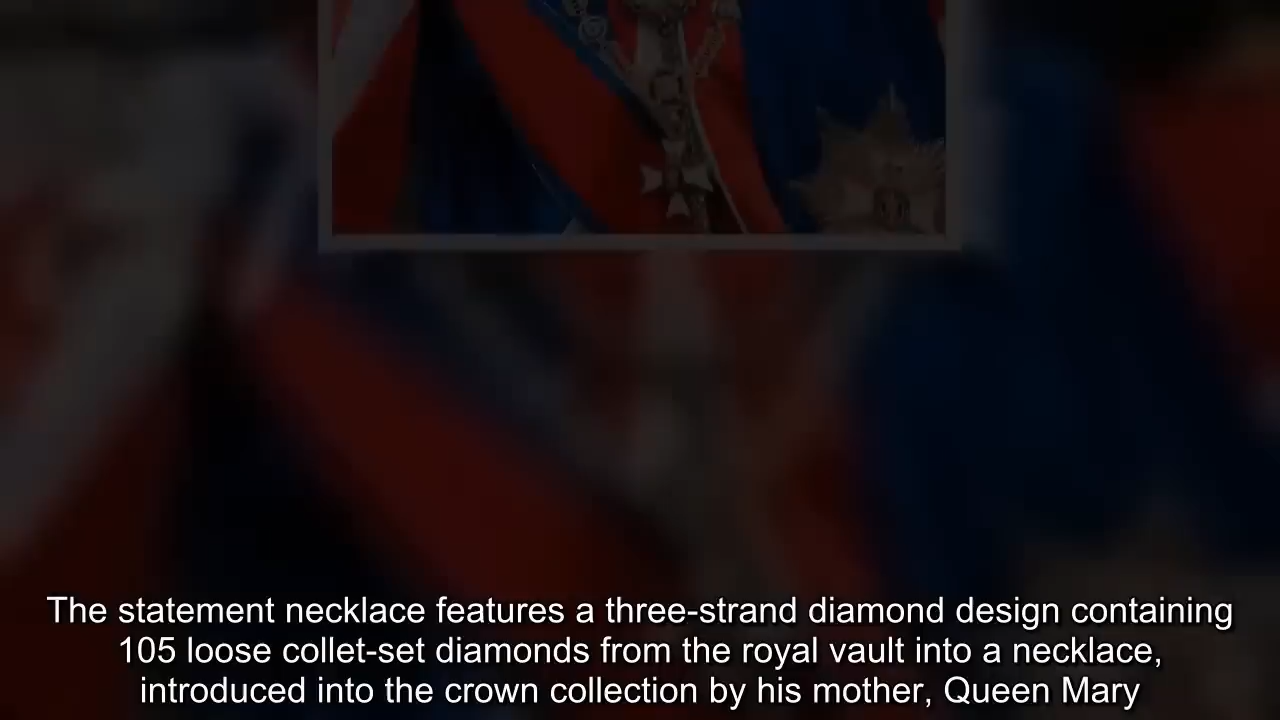 The statement necklace features a three-strand diamond design containing
105 loose collet-set diamonds from the royal vault into a necklace,
introduced into the crown collection by his mother, Queen Mary